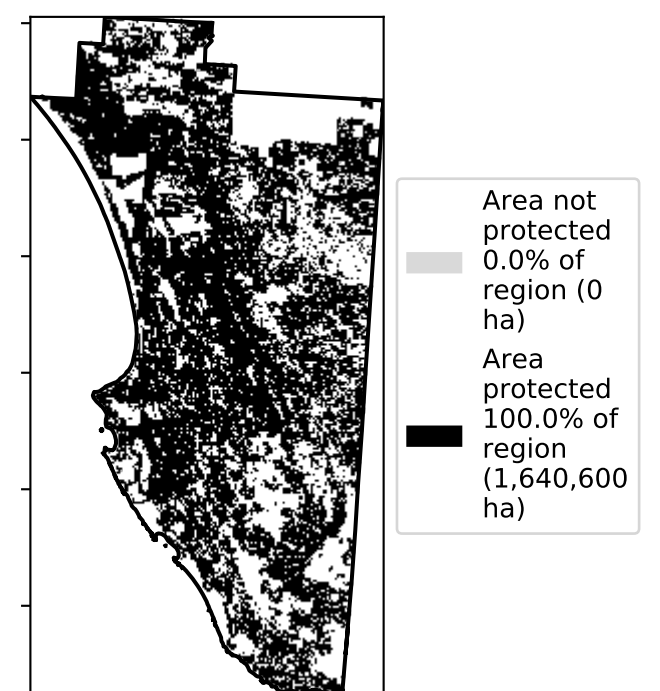 Area not
protected
0.0% of
region (0
ha)
Area
protected
100.0% of
region
(1,640,600
ha)